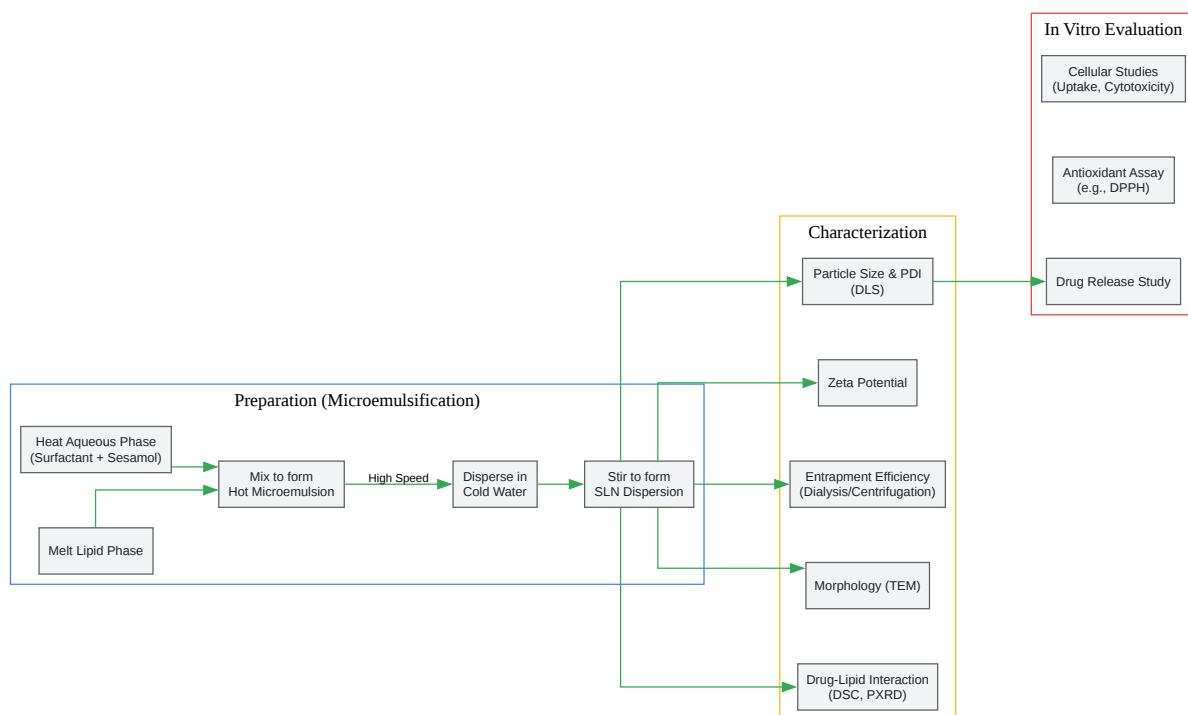 Preparation (Microemulsification)
Heat Aqueous Phase
(Surfactant + Sesamol)
Melt Lipid Phase
Mix to form
Hot Microemulsion
High Speed
Disperse in
Cold Water
Stir to form
SLN Dispersion
Characterization
Particle Size & PDI
(DLS)
Zeta Potential
Entrapment Efficiency
(Dialysis/Centrifugation)
Morphology (TEM)
Drug-Lipid Interaction
(DSC, PXRD)
In Vitro Evaluation
Cellular Studies
(Uptake, Cytotoxicity)
Antioxidant Assay
(e.g., DPPH)
Drug Release Study